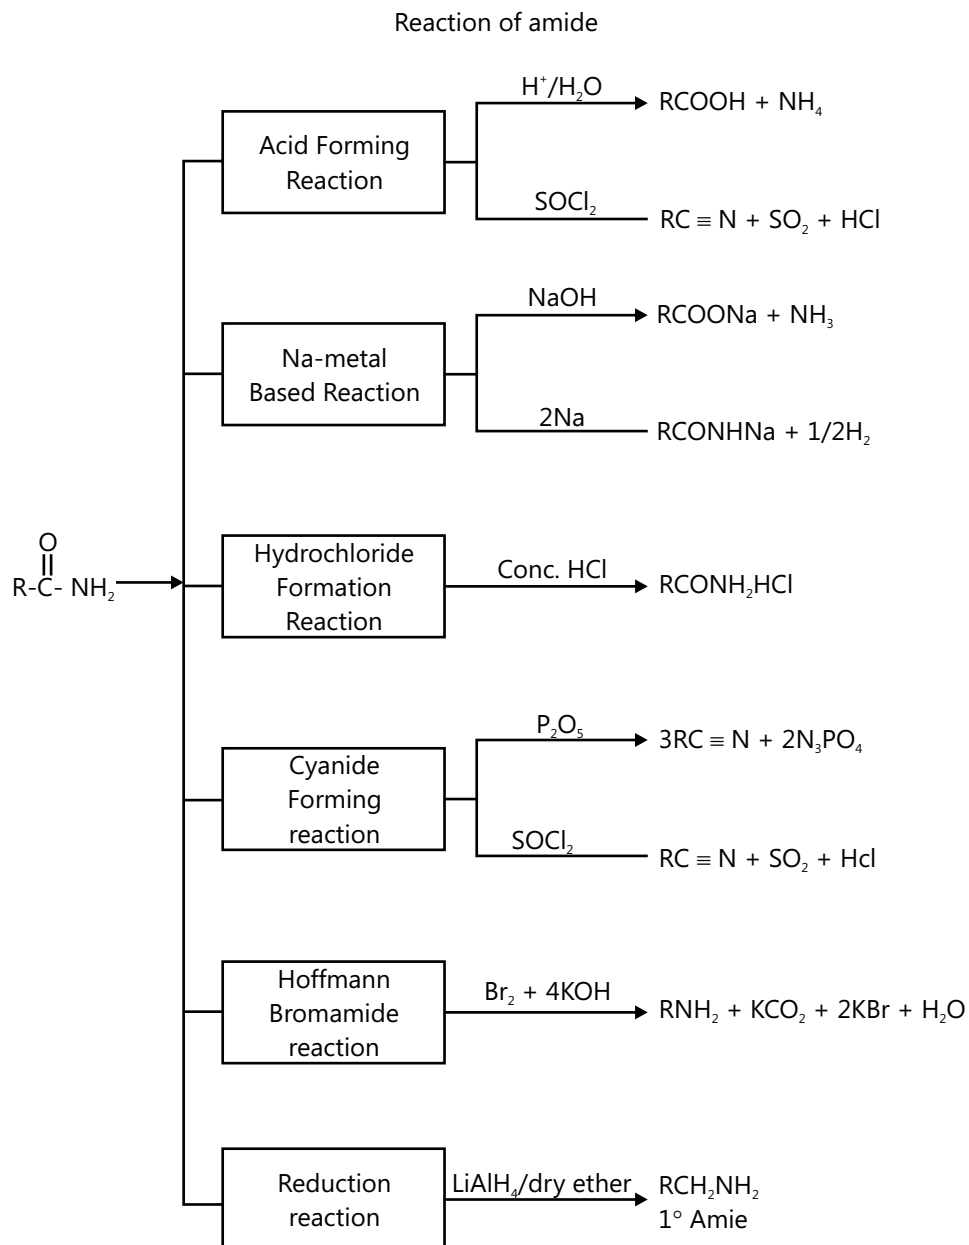 Reaction of amide
Acid Forming
Reaction
H⁺/H₂O
RCOOH + NH₄
SOCl₂
RC ≡ N + SO₂ + HCl
Na-metal
Based Reaction
NaOH
RCOONa + NH₃
2Na
RCONHNa + 1/2H₂
O
R-C- NH₂
Hydrochloride
Formation
Reaction
Conc. HCl
RCONH₂HCl
Cyanide
Forming
reaction
P₂O₅
3RC ≡ N + 2N₃PO₄
SOCl₂
RC ≡ N + SO₂ + Hcl
Hoffmann
Bromamide
reaction
Br₂ + 4KOH
RNH₂ + KCO₂ + 2KBr + H₂O
Reduction
reaction
LiAlH₄/dry ether
RCH₂NH₂
1° Amie